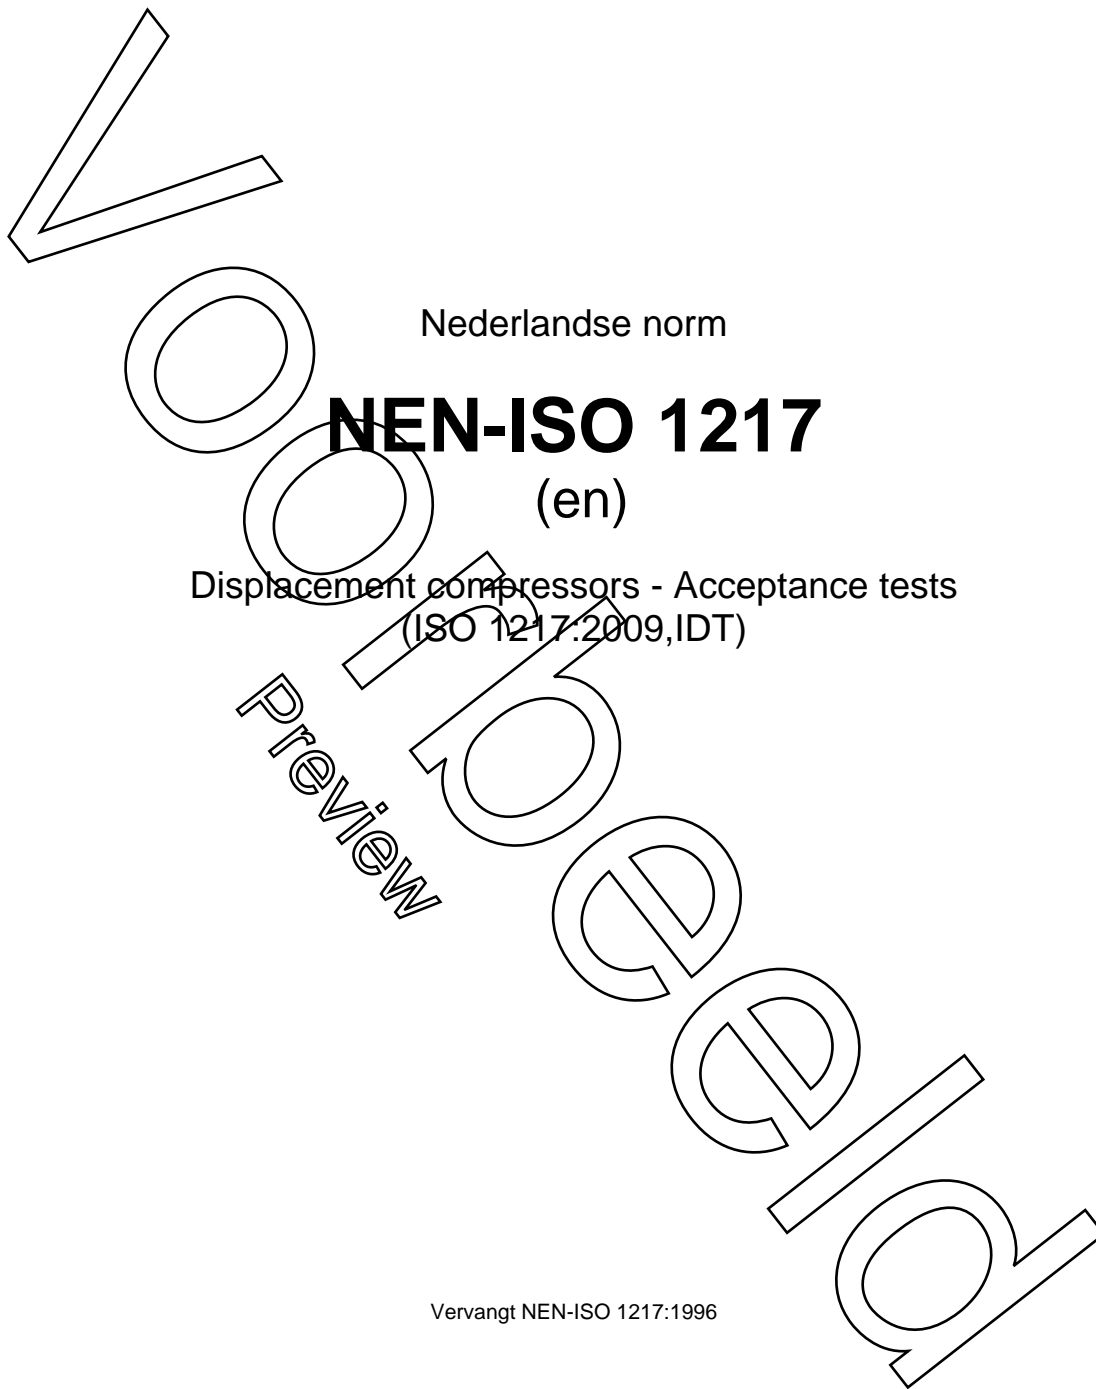 Nederlandse norm
NEN-ISO 1217
(en)
Displacement compressors - Acceptance tests
(ISO 1217:2009,IDT)
Voorbeeld
Preview
Vervangt NEN-ISO 1217:1996